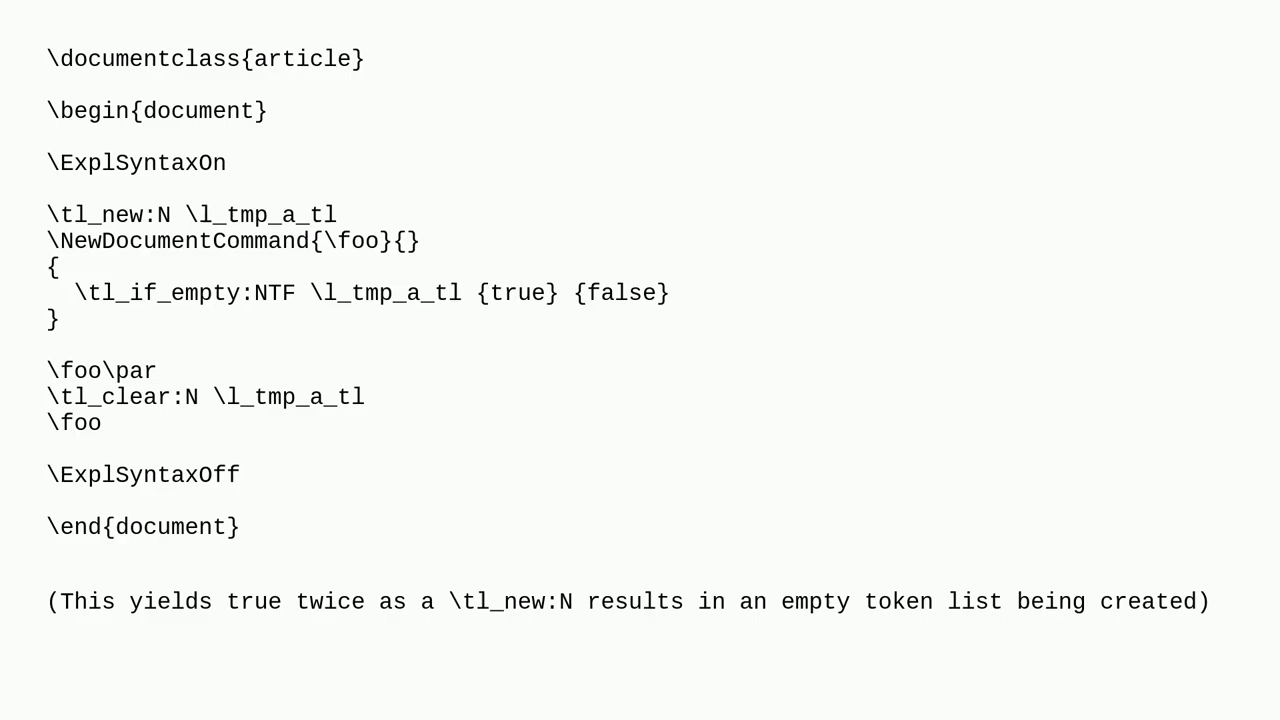 \documentclass{article}
\begin{document}
\ExplSyntaxOn
\tl_new:N \l_tmp_a_tl
\NewDocumentCommand{\foo}{}
{
  \tl_if_empty:NTF \l_tmp_a_tl {true} {false}
}
\foo\par
\tl_clear:N \l_tmp_a_tl
\foo
\ExplSyntaxOff
\end{document}
(This yields true twice as a \tl_new:N results in an empty token list being created)